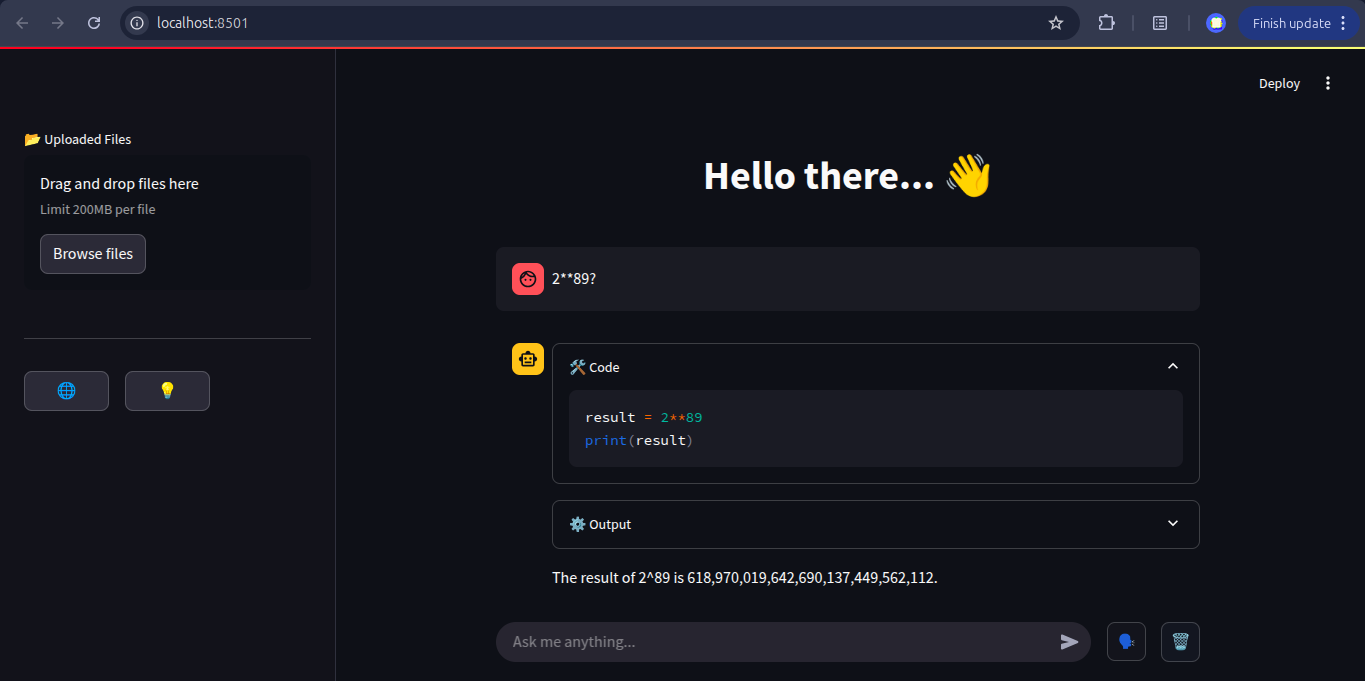 localhost:8501
Finish update
Deploy
📂 Uploaded Files
Drag and drop files here
Limit 200MB per file
Browse files
Hello there... 👋
2**89?
🛠️ Code
result = 2**89
print(result)
⚙️ Output
The result of 2^89 is 618,970,019,642,690,137,449,562,112.
Ask me anything...